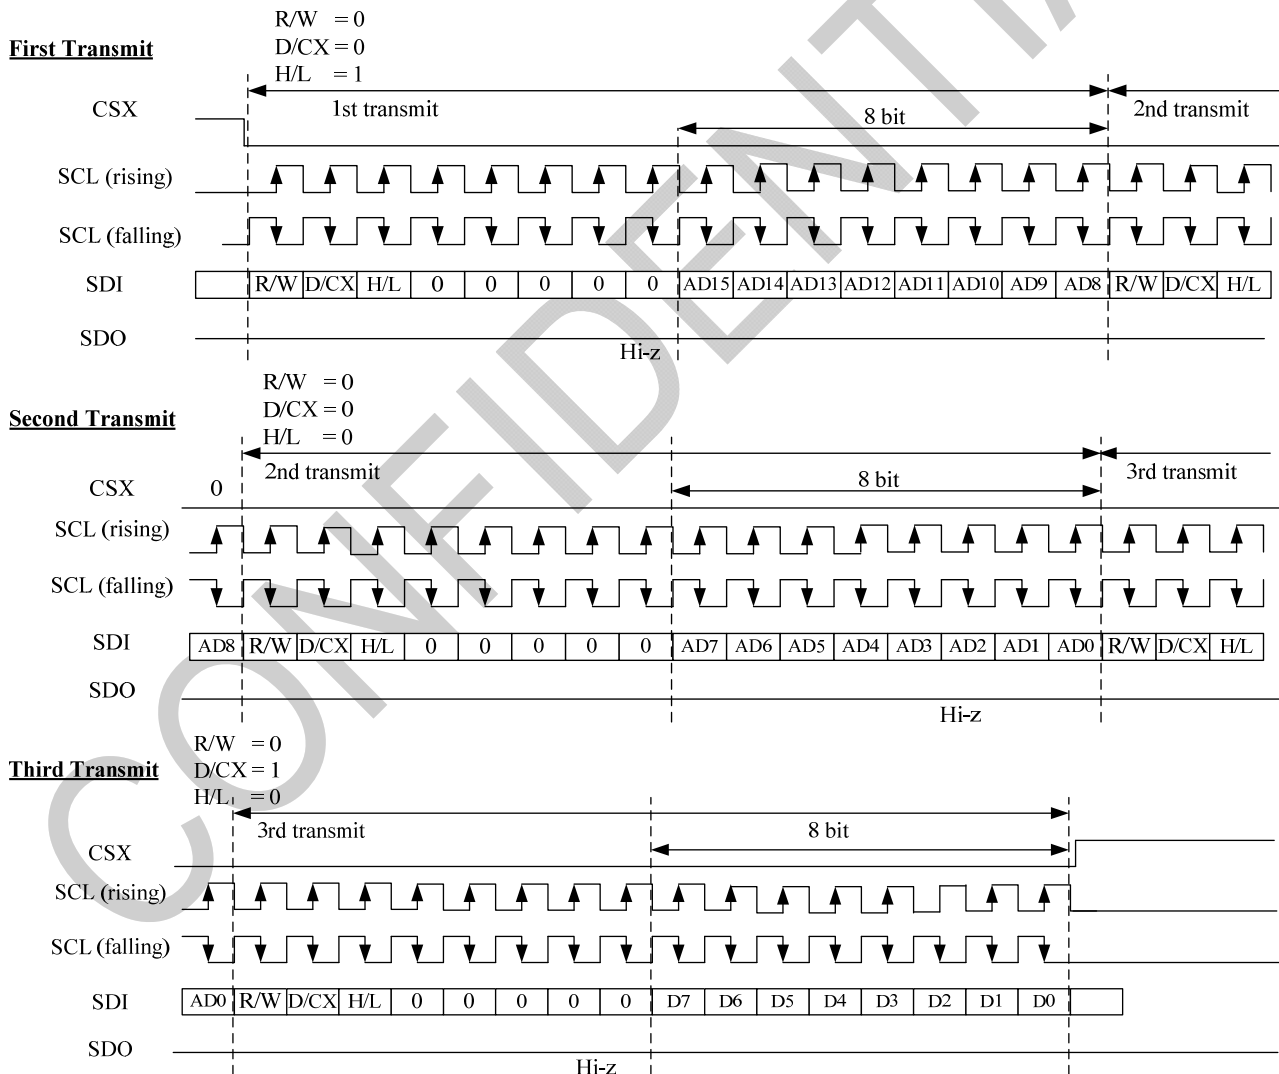 R/W = 0
First Transmit
D/CX = 0
H/L = 1
CSX
1st transmit
8 bit
2nd transmit
SCL (rising)
SCL (falling)
SDI
R/W D/CX H/L 0 0 0 0 0 AD15 AD14 AD13 AD12 AD11 AD10 AD9 AD8 R/W D/CX H/L
SDO
Hi-z
R/W = 0
Second Transmit
D/CX = 0
H/L = 0
2nd transmit
8 bit
3rd transmit
CSX 0
SCL (rising)
SCL (falling)
SDI
AD8 R/W D/CX H/L 0 0 0 0 0 AD7 AD6 AD5 AD4 AD3 AD2 AD1 AD0 R/W D/CX H/L
SDO
Hi-z
R/W = 0
Third Transmit
D/CX = 1
H/L = 0
3rd transmit
8 bit
CSX
SCL (rising)
SCL (falling)
SDI
AD0 R/W D/CX H/L 0 0 0 0 0 D7 D6 D5 D4 D3 D2 D1 D0
SDO
Hi-z
CONFIDENTIA